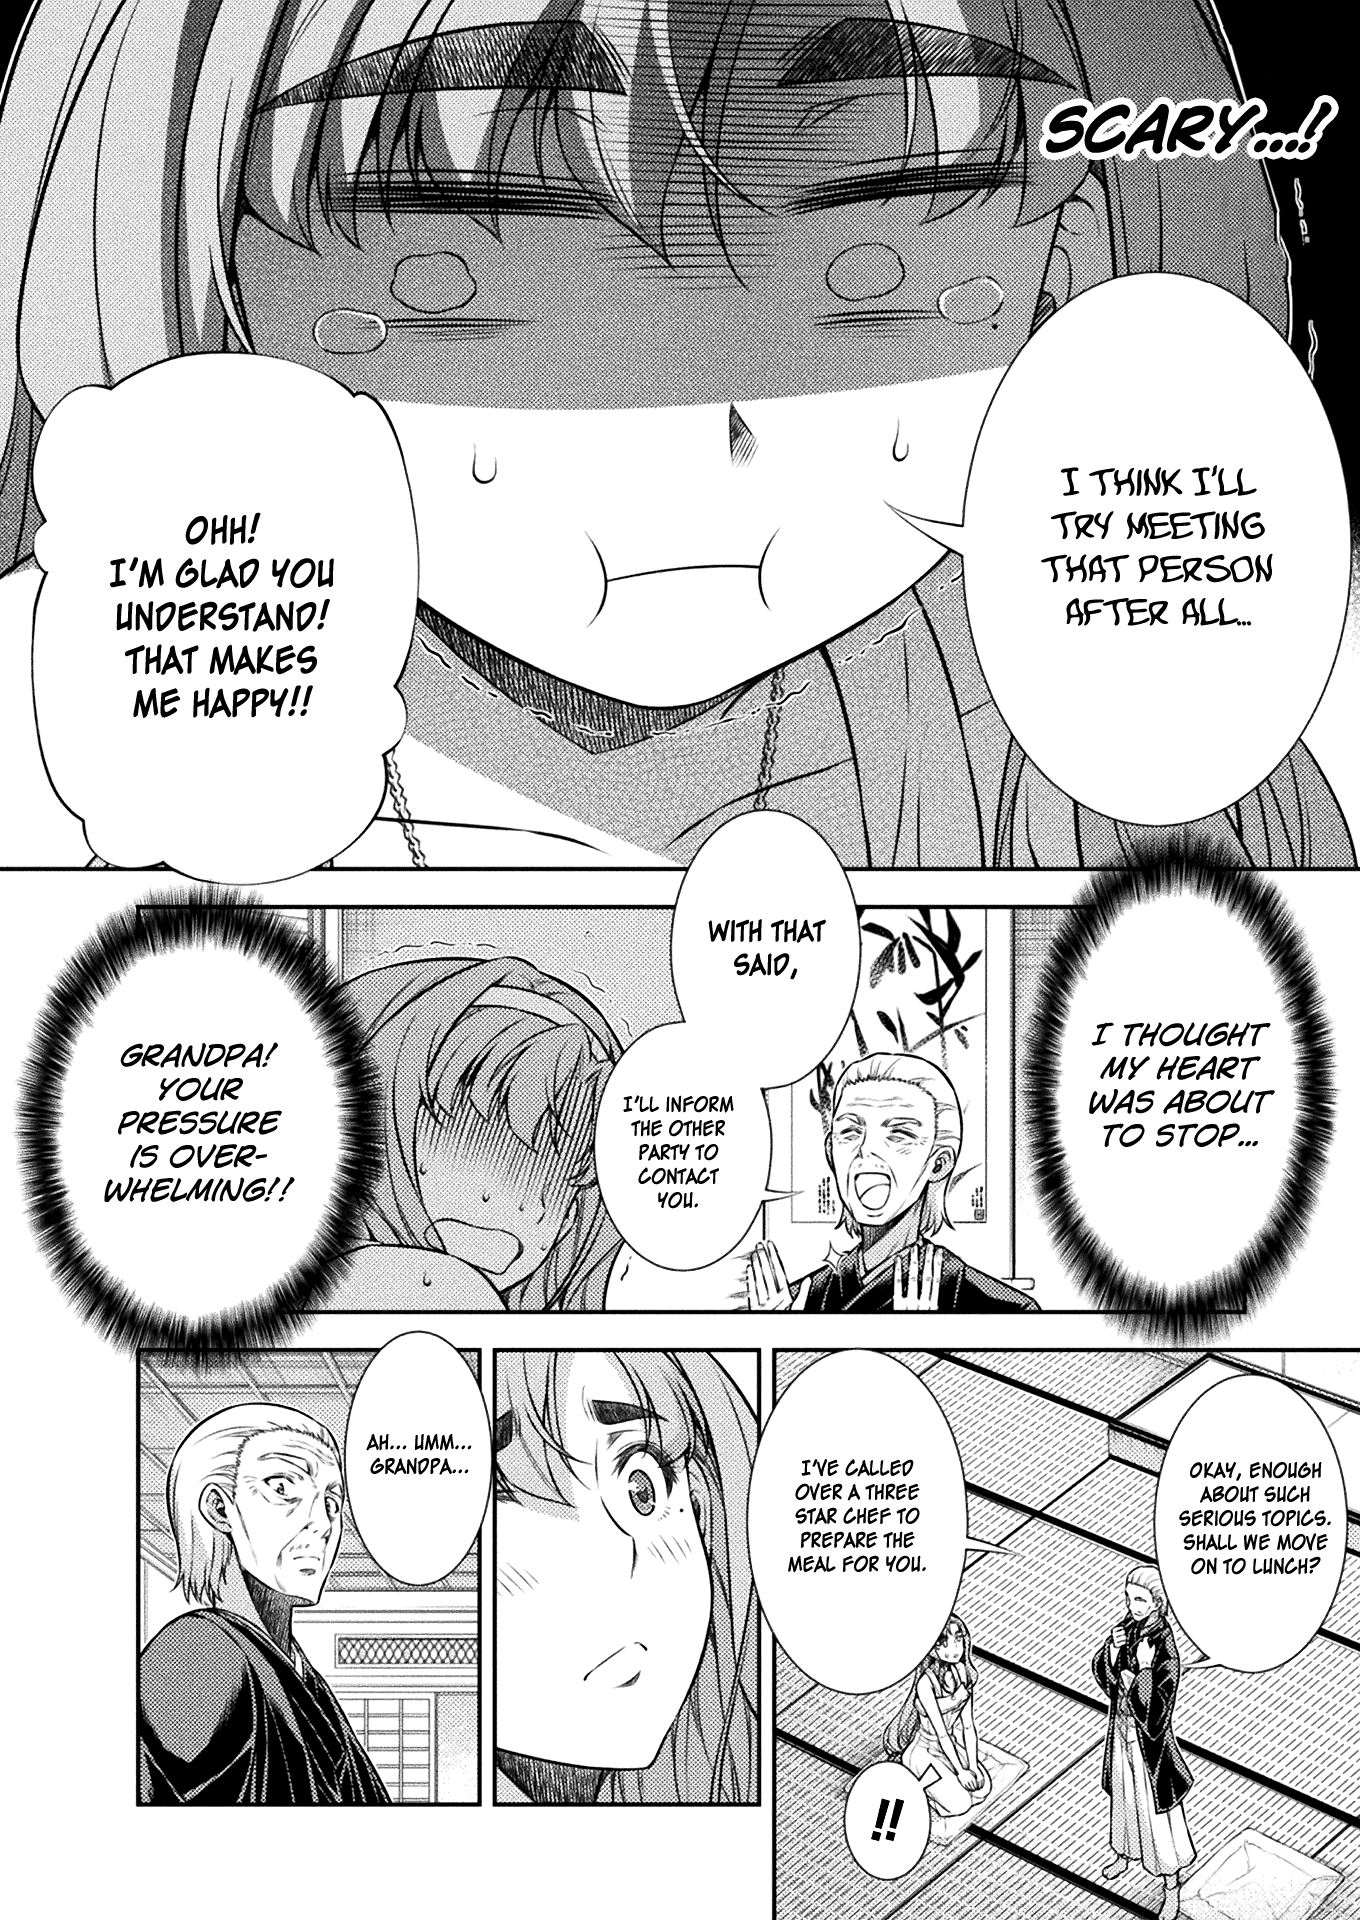 SCARY...!
I THINK I'LL
TRY MEETING
THAT PERSON
AFTER ALL...
OHH!
I'M GLAD YOU
UNDERSTAND!
THAT MAKES
ME HAPPY!!
I THOUGHT
MY HEART
WAS ABOUT
TO STOP...
WITH THAT
SAID,
I'LL INFORM
THE OTHER
PARTY TO
CONTACT
YOU.
GRANDPA!
YOUR
PRESSURE
IS OVER-
WHELMING!!
OKAY, ENOUGH
ABOUT SUCH
SERIOUS TOPICS.
SHALL WE MOVE
ON TO LUNCH?
I'VE CALLED
OVER A THREE
STAR CHEF TO
PREPARE THE
MEAL FOR YOU.
!!
AH... UMM...
GRANDPA...